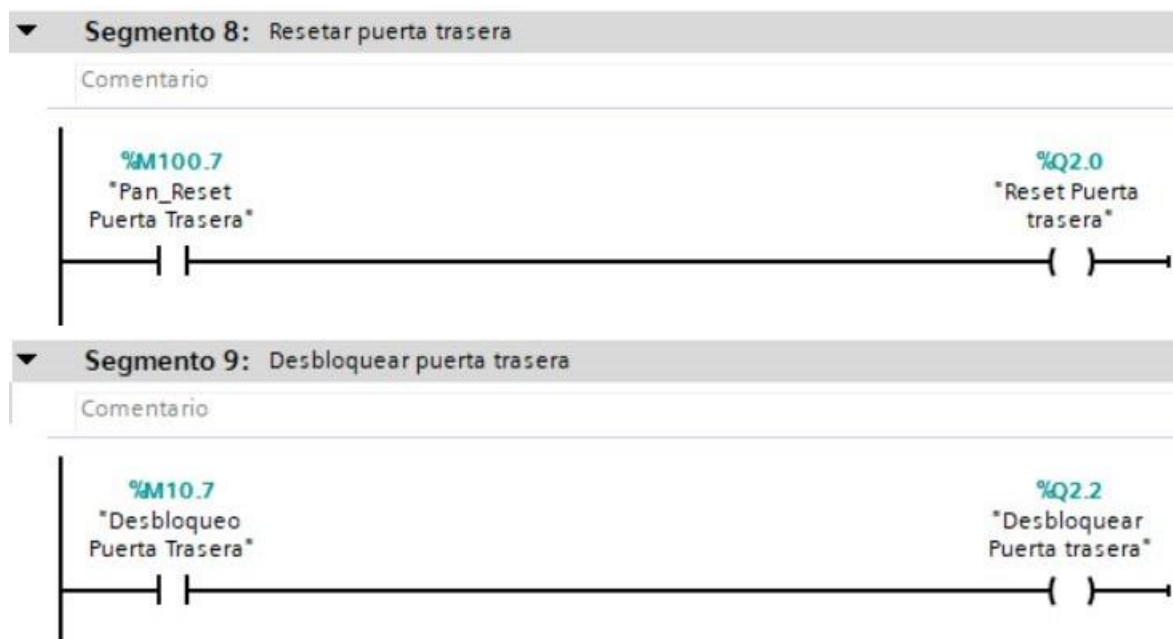 Segmento 8: Resetar puerta trasera
Comentario
%M100.7
"Pan_Reset
Puerta Trasera"
%Q2.0
"Reset Puerta
trasera"
Segmento 9: Desbloquear puerta trasera
Comentario
%M10.7
"Desbloqueo
Puerta Trasera"
%Q2.2
"Desbloquear
Puerta trasera"